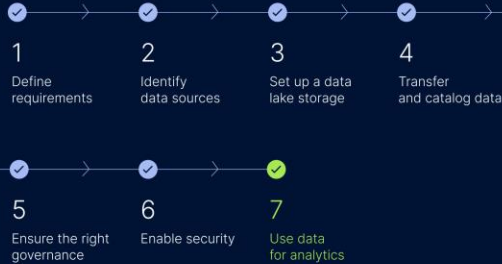 1
Define
requirements
2
Identify
data sources
3
Set up a data
lake storage
4
Transfer
and catalog data
5
Ensure the right
governance
6
Enable security
7
Use data
for analytics